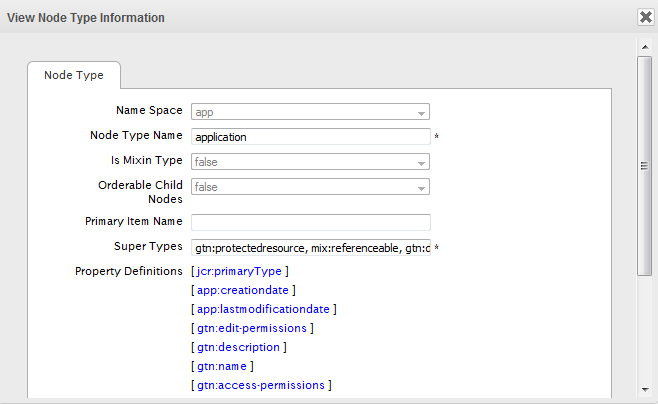 View Node Type Information
Node Type
Name Space app
Node Type Name application *
Is Mixin Type false
Orderable Child Nodes false
Primary Item Name
Super Types gtn:protectedresource, mix:referenceable, gtn:d *
Property Definitions [ jcr:primaryType ]
[ app:creationdate ]
[ app:lastmodificationdate ]
[ gtn:edit-permissions ]
[ gtn:description ]
[ gtn:name ]
[ gtn:access-permissions ]